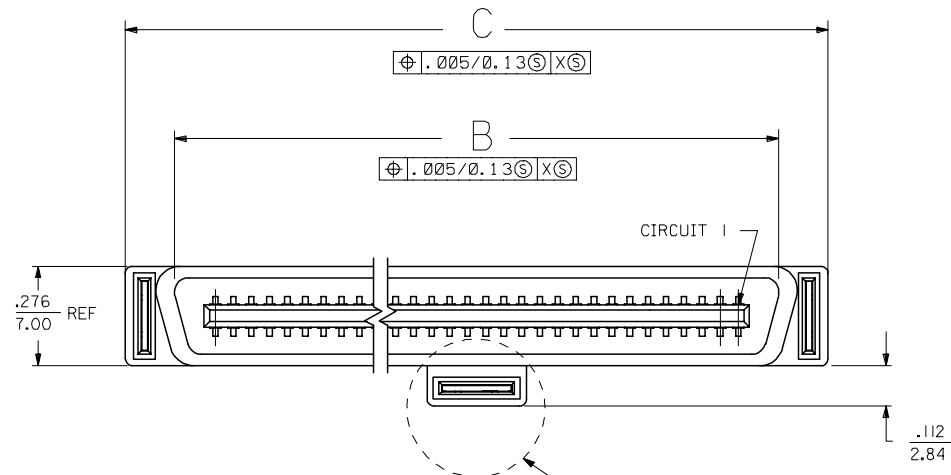 C
⌖ .005/0.13Ⓢ XⓈ
B
⌖ .005/0.13Ⓢ XⓈ
CIRCUIT 1
.276
7.00 REF
.112
2.84